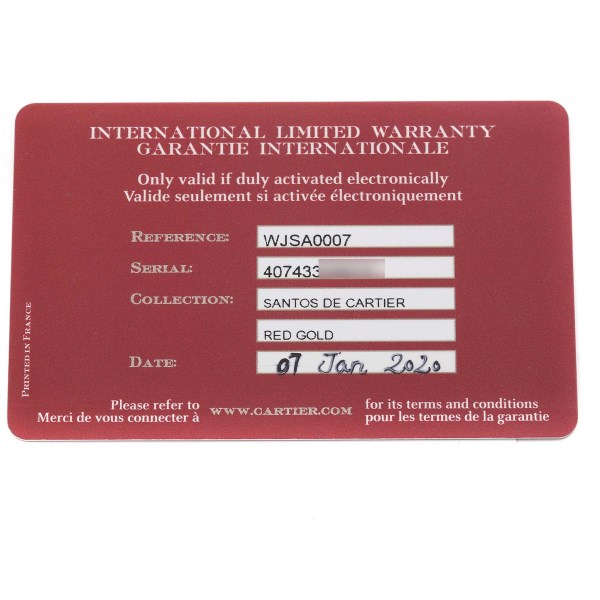 INTERNATIONAL LIMITED WARRANTY
GARANTIE INTERNATIONALE
Only valid if duly activated electronically
Valide seulement si activée électroniquement
REFERENCE: WJSA0007
SERIAL: 407433
COLLECTION: SANTOS DE CARTIER
RED GOLD
DATE: 07 Jan 2020
PRINTED IN FRANCE
Please refer to
Merci de vous connecter à
WWW.CARTIER.COM
for its terms and conditions
pour les termes de la garantie